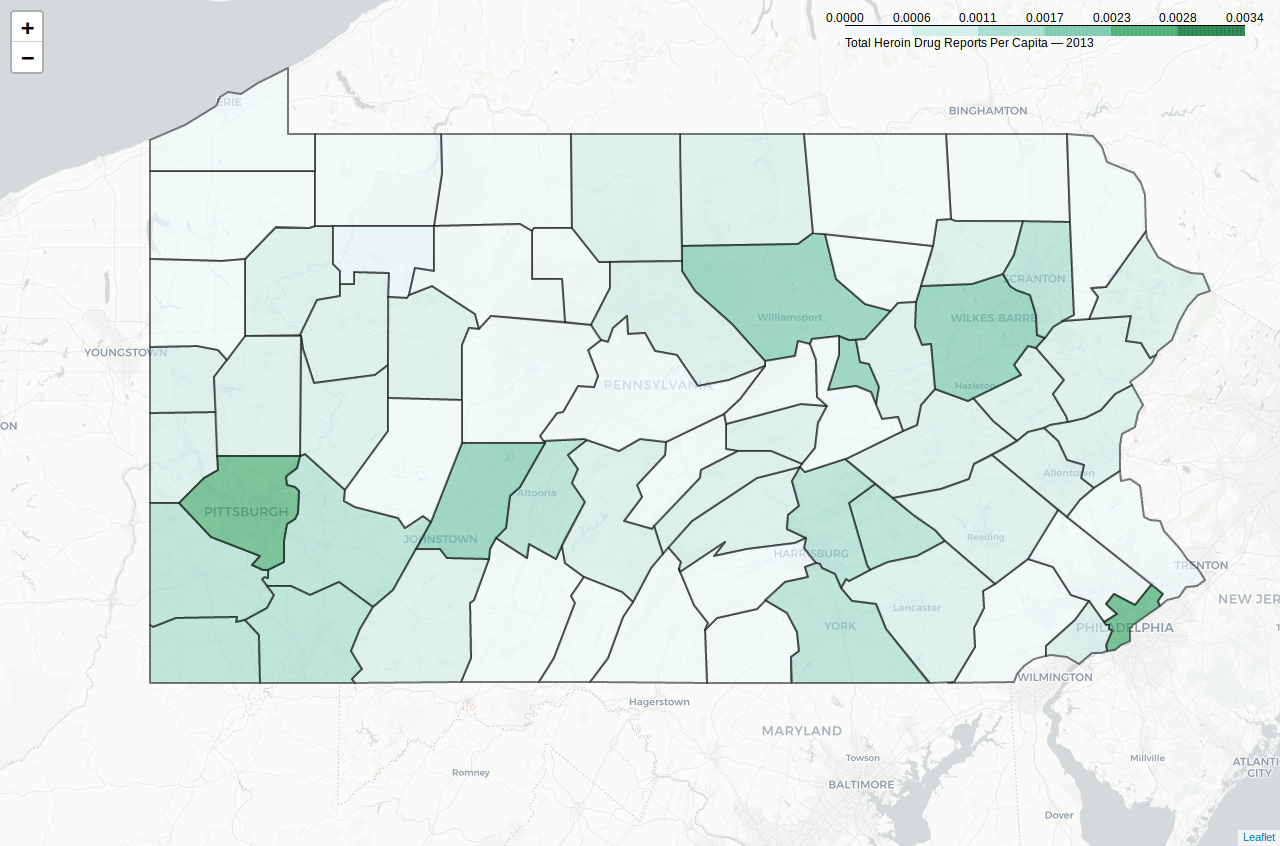 +
−
0.0000 0.0006 0.0011 0.0017 0.0023 0.0028 0.0034
Total Heroin Drug Reports Per Capita — 2013
ERIE
BINGHAMTON
SCRANTON
Williamsport
WILKES-BARRE
YOUNGSTOWN
PENNSYLVANIA
Hazleton
ON
Allentown
Altoona
PITTSBURGH
JOHNSTOWN
Reading
HARRISBURG
TRENTON
NEW JER
Lancaster
YORK
PHILADELPHIA
T
WILMINGTON
Hagerstown
MARYLAND
Towson
Millville
ATLANTI
CITY
Romney
BALTIMORE
Dover
Leaflet